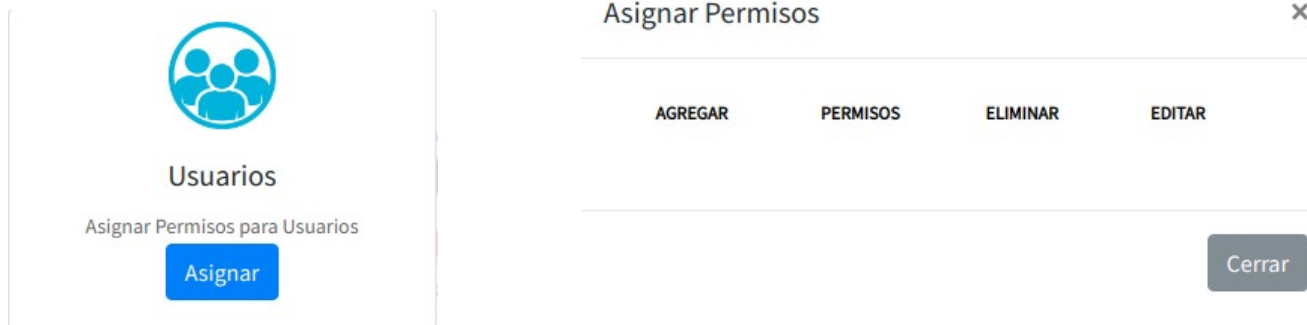 Usuarios
Asignar Permisos para Usuarios
Asignar
Asignar Permisos ×
AGREGAR PERMISOS ELIMINAR EDITAR
Cerrar